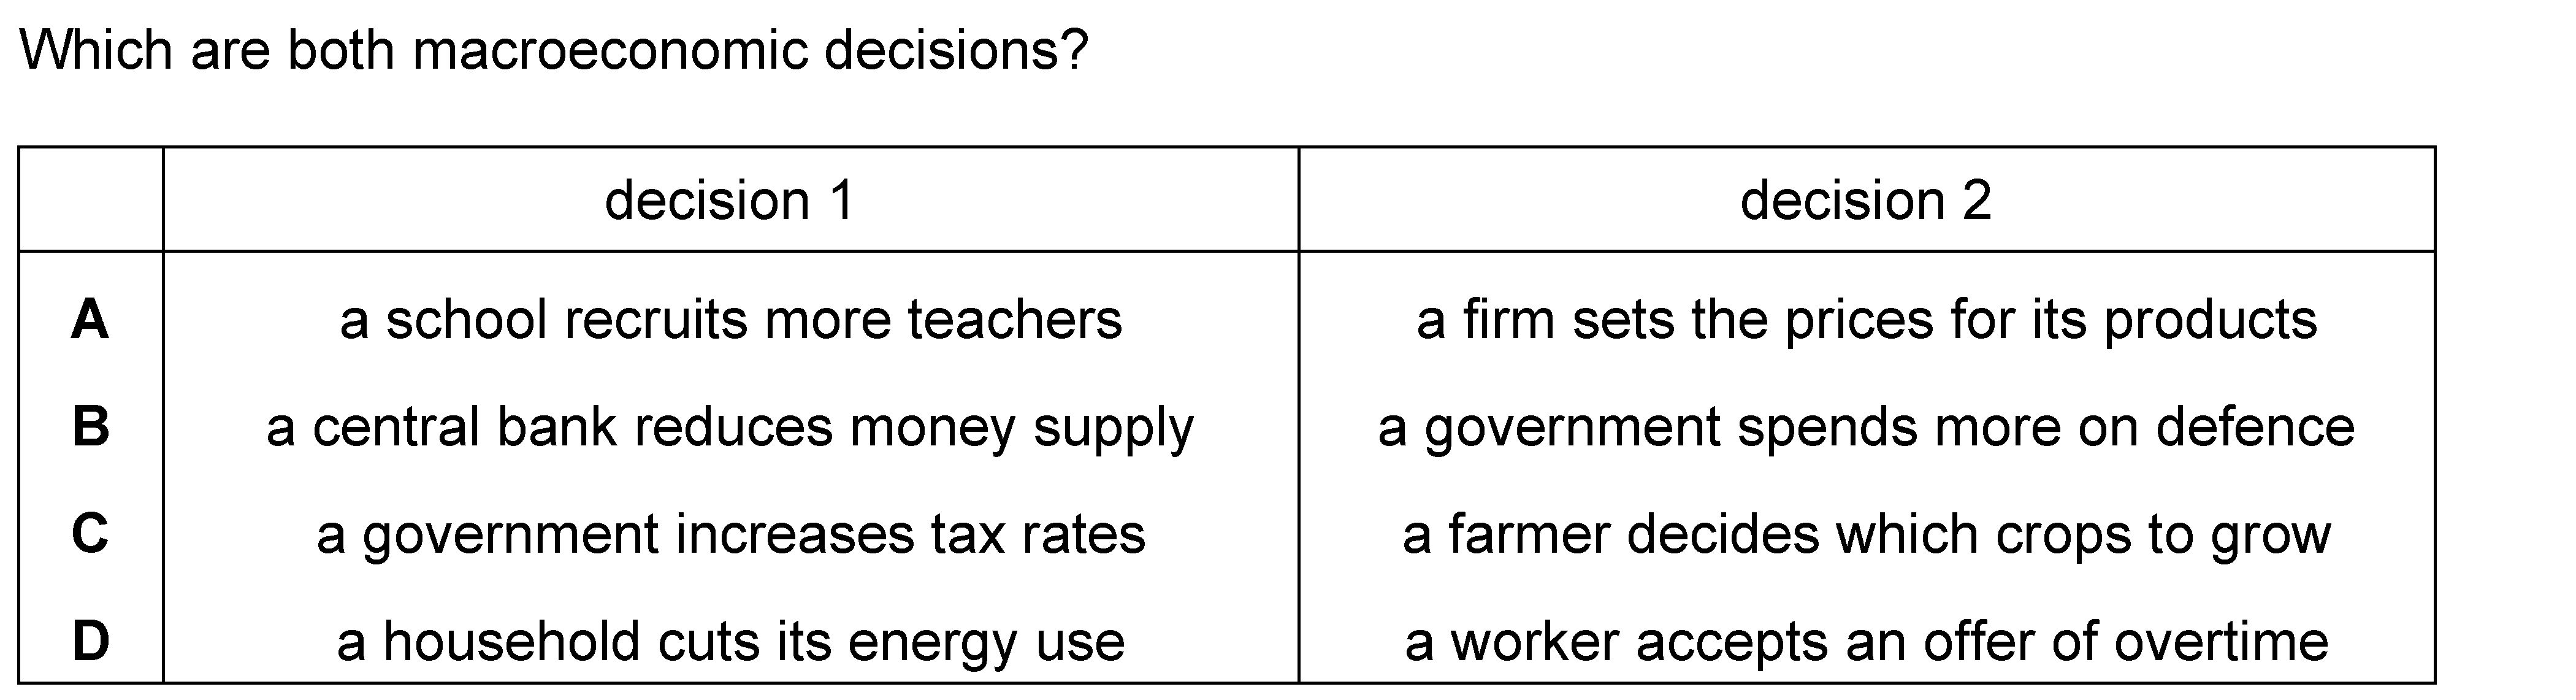 Which are both macroeconomic decisions?
decision 1 decision 2
A a school recruits more teachers a firm sets the prices for its products
B a central bank reduces money supply a government spends more on defence
C a government increases tax rates a farmer decides which crops to grow
D a household cuts its energy use a worker accepts an offer of overtime